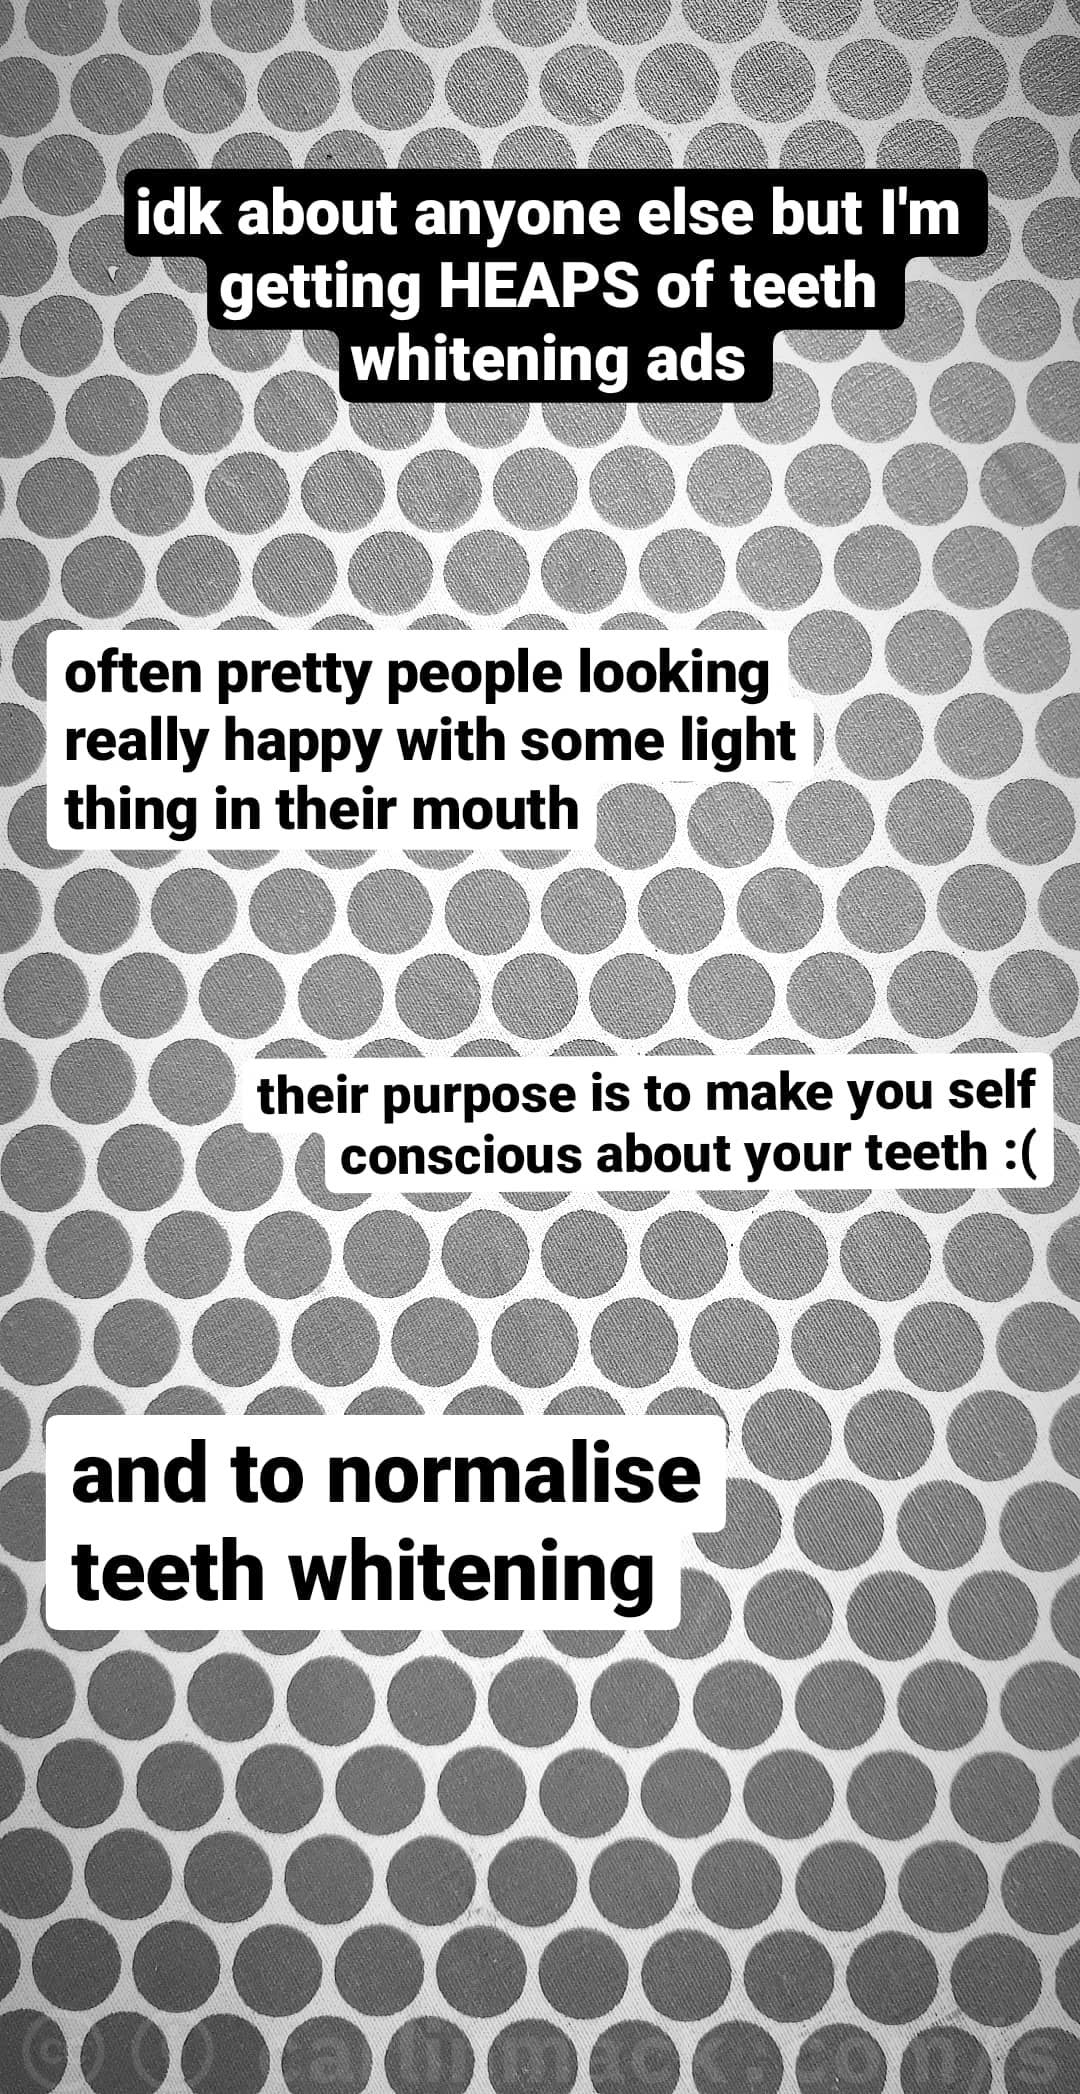 idk about anyone else but I'm
getting HEAPS of teeth
whitening ads
often pretty people looking
really happy with some light
thing in their mouth
their purpose is to make you self
conscious about your teeth :(
and to normalise
teeth whitening